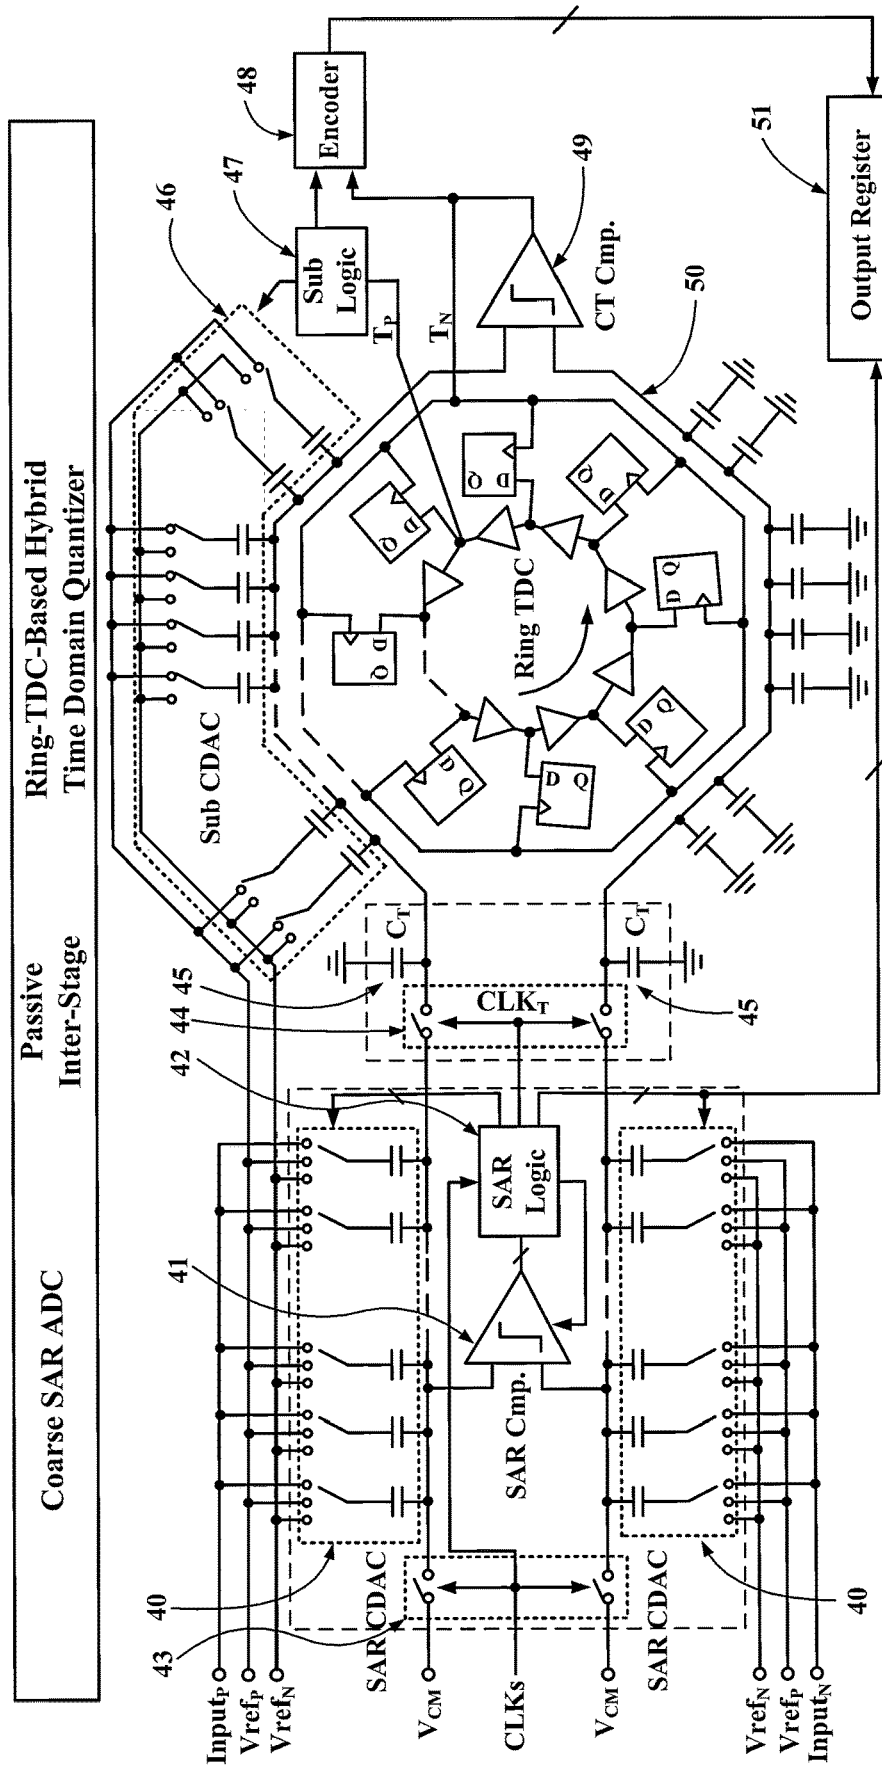 Coarse SAR ADC
Passive
Inter-Stage
Ring-TDC-Based Hybrid
Time Domain Quantizer
Input_P
Vref_P
Vref_N
43
40
SAR CDAC
V_CM
CLKs
V_CM
SAR CDAC
Vref_N
Vref_P
Input_N
40
41
SAR Cmp.
42
SAR
Logic
44
45
CLK_T
C_T
C_T
45
Sub CDAC
46
47
Sub
Logic
48
Encoder
T_P
T_N
49
CT Cmp.
50
51
Output Register
Ring TDC
D
Q
D
Q
D
Q
D
Q
D
Q
D
Q
D
Q
D
Q